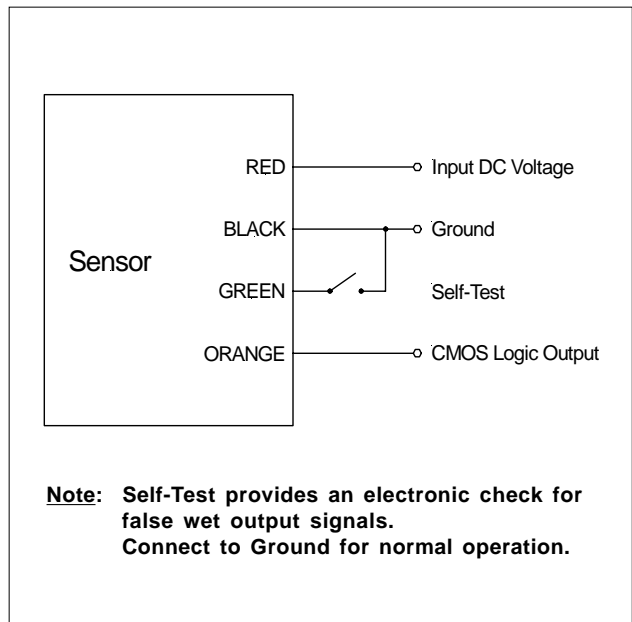 RED
Input DC Voltage
BLACK
Ground
Sensor
GREEN
Self-Test
ORANGE
CMOS Logic Output
Note: Self-Test provides an electronic check for
false wet output signals.
Connect to Ground for normal operation.